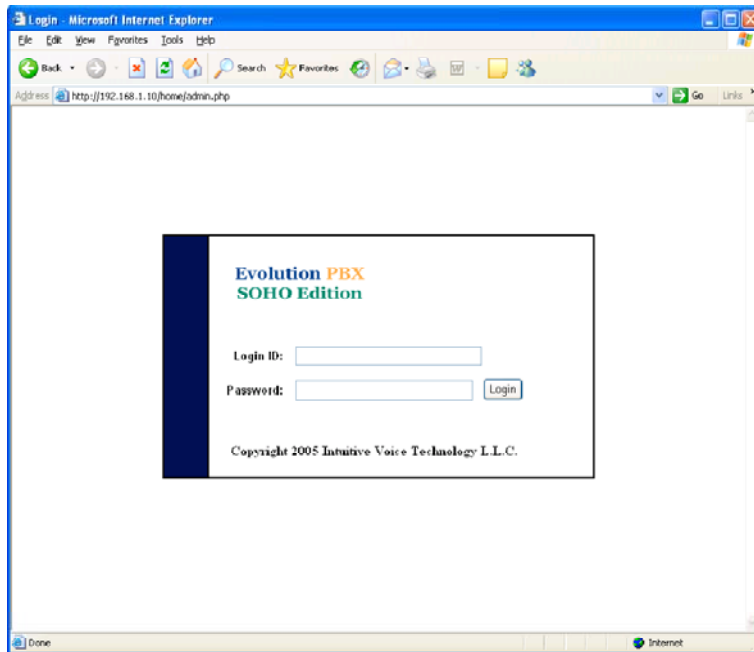 Login - Microsoft Internet Explorer
File Edit View Favorites Tools Help
Back Search Favorites
Address http://192.168.1.10/home/admin.php Go Links
Evolution PBX
SOHO Edition
Login ID:
Password: Login
Copyright 2005 Intuitive Voice Technology L.L.C.
Done Internet